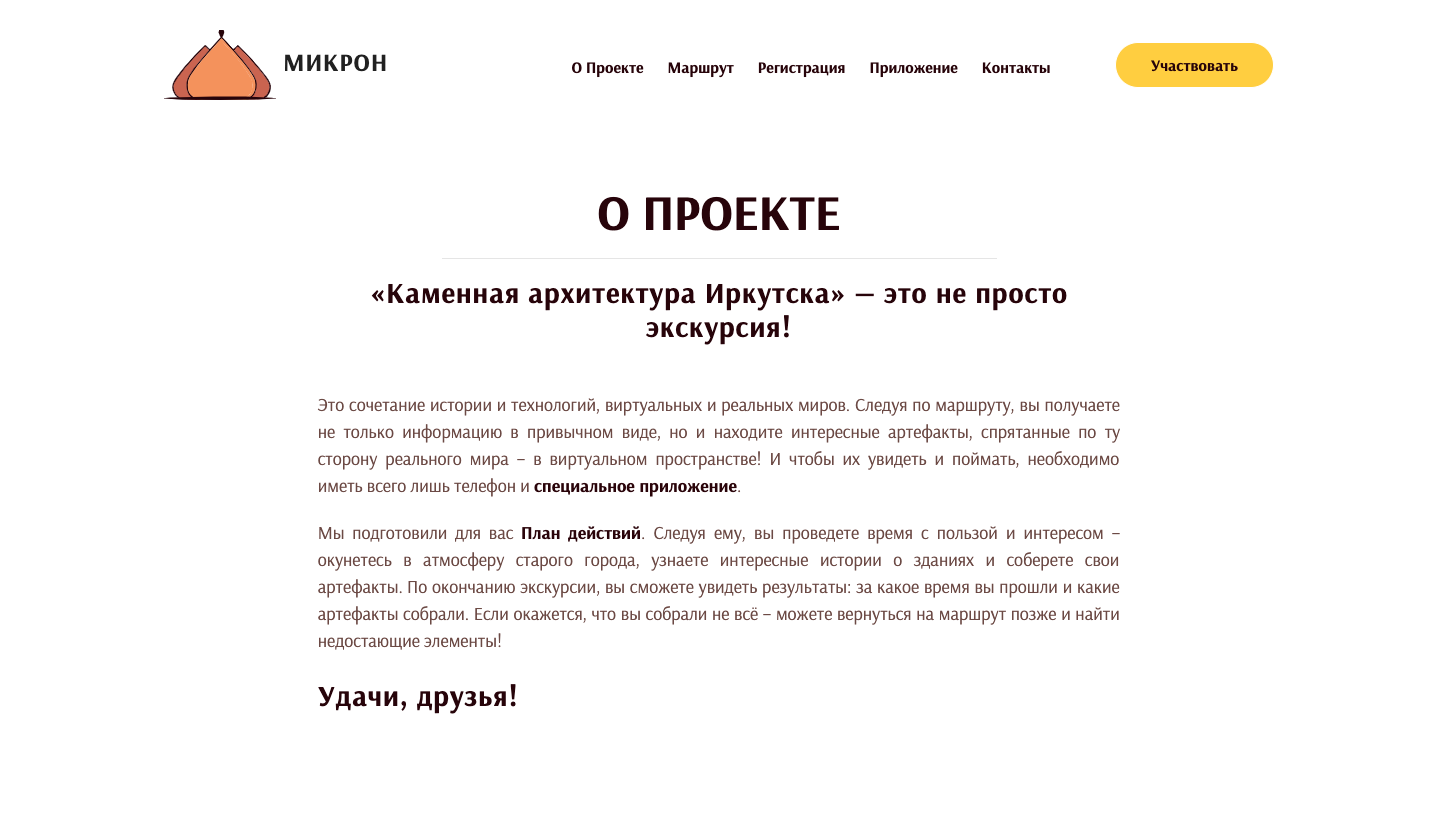 МИКРОН
О Проекте Маршрут Регистрация Приложение Контакты
Участвовать
О ПРОЕКТЕ
«Каменная архитектура Иркутска» — это не просто
экскурсия!
Это сочетание истории и технологий, виртуальных и реальных миров. Следуя по маршруту, вы получаете
не только информацию в привычном виде, но и находите интересные артефакты, спрятанные по ту
сторону реального мира – в виртуальном пространстве! И чтобы их увидеть и поймать, необходимо
иметь всего лишь телефон и специальное приложение.
Мы подготовили для вас План действий. Следуя ему, вы проведете время с пользой и интересом –
окунетесь в атмосферу старого города, узнаете интересные истории о зданиях и соберете свои
артефакты. По окончанию экскурсии, вы сможете увидеть результаты: за какое время вы прошли и какие
артефакты собрали. Если окажется, что вы собрали не всё – можете вернуться на маршрут позже и найти
недостающие элементы!
Удачи, друзья!